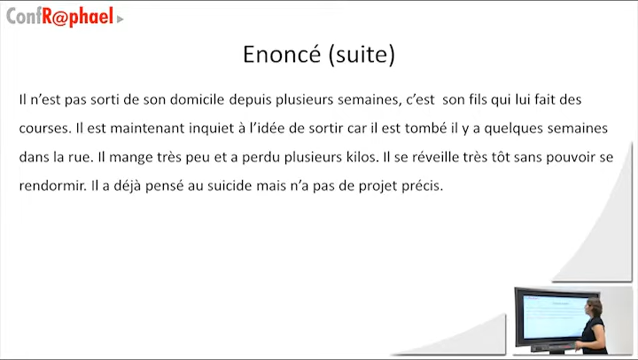 ConfR@phael
Enoncé (suite)
Il n'est pas sorti de son domicile depuis plusieurs semaines, c'est son fils qui lui fait des
courses. Il est maintenant inquiet à l'idée de sortir car il est tombé il y a quelques semaines
dans la rue. Il mange très peu et a perdu plusieurs kilos. Il se réveille très tôt sans pouvoir se
rendormir. Il a déjà pensé au suicide mais n'a pas de projet précis.